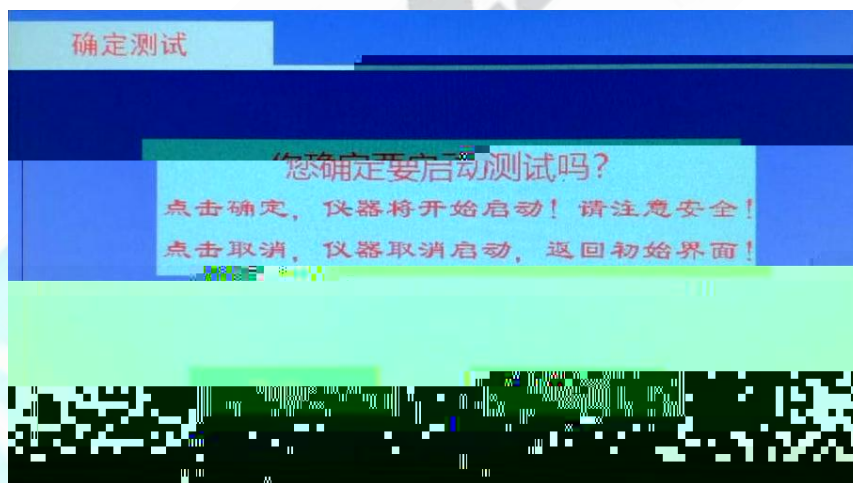 确定测试
您确定要启动测试吗?
点击确定，仪器将开始启动！请注意安全！
点击取消，仪器取消启动，返回初始界面！